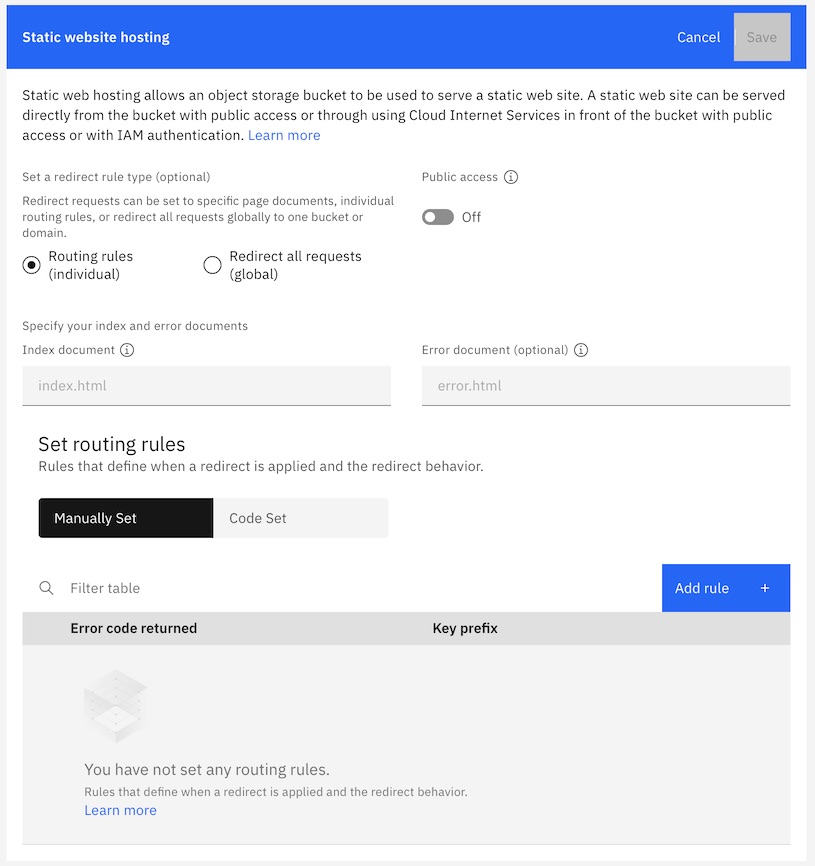 Static website hosting
Cancel
Save
Static web hosting allows an object storage bucket to be used to serve a static web site. A static web site can be served
directly from the bucket with public access or through using Cloud Internet Services in front of the bucket with public
access or with IAM authentication. Learn more
Set a redirect rule type (optional)
Redirect requests can be set to specific page documents, individual
routing rules, or redirect all requests globally to one bucket or
domain.
Routing rules
(individual)
Redirect all requests
(global)
Public access
Off
Specify your index and error documents
Index document
index.html
Error document (optional)
error.html
Set routing rules
Rules that define when a redirect is applied and the redirect behavior.
Manually Set
Code Set
Filter table
Add rule +
Error code returned
Key prefix
You have not set any routing rules.
Rules that define when a redirect is applied and the redirect behavior.
Learn more